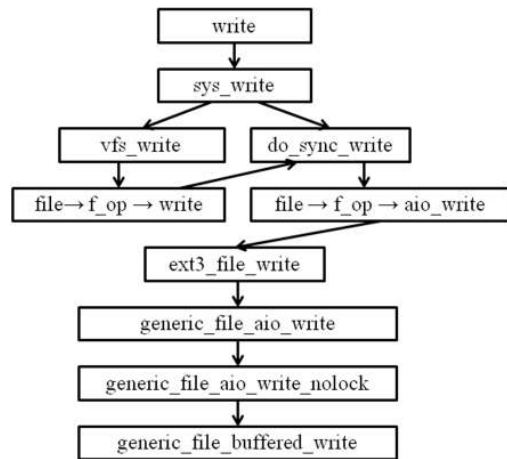 write
sys_write
vfs_write
do_sync_write
file→ f_op → write
file → f_op→ aio_write
ext3_file_write
generic_file_aio_write
generic_file_aio_write_nolock
generic_file_buffered_write